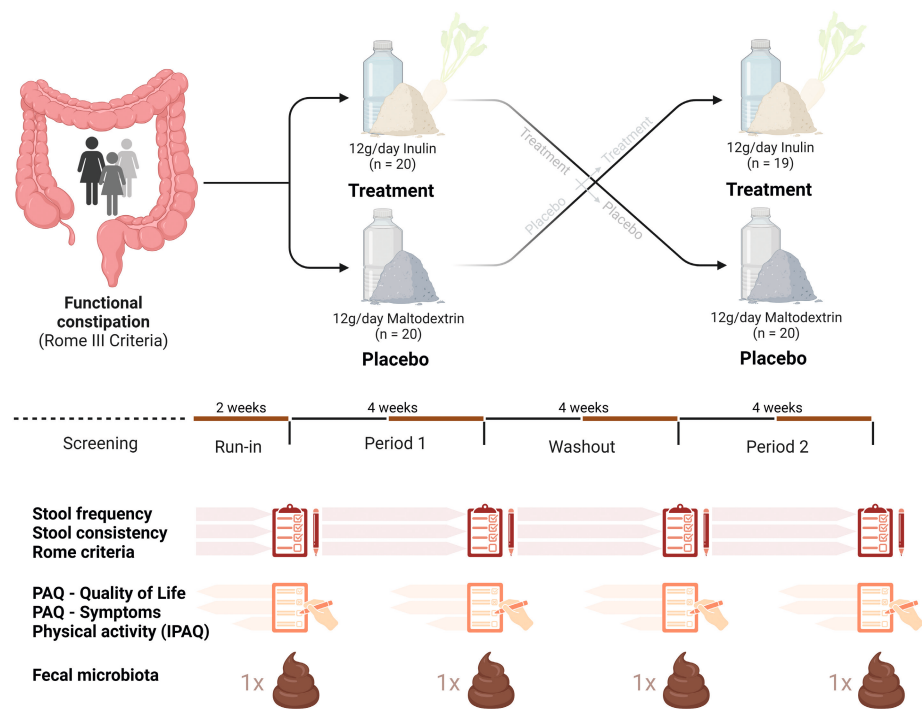 12g/day Inulin
(n = 20)
Treatment
12g/day Inulin
(n = 19)
Treatment
Treatment
Treatment
Placebo
Placebo
Functional
constipation
(Rome III Criteria)
12g/day Maltodextrin
(n = 20)
Placebo
12g/day Maltodextrin
(n = 20)
Placebo
2 weeks
4 weeks
4 weeks
4 weeks
Screening
Run-in
Period 1
Washout
Period 2
Stool frequency
Stool consistency
Rome criteria
PAQ - Quality of Life
PAQ - Symptoms
Physical activity (IPAQ)
Fecal microbiota
1x
1x
1x
1x